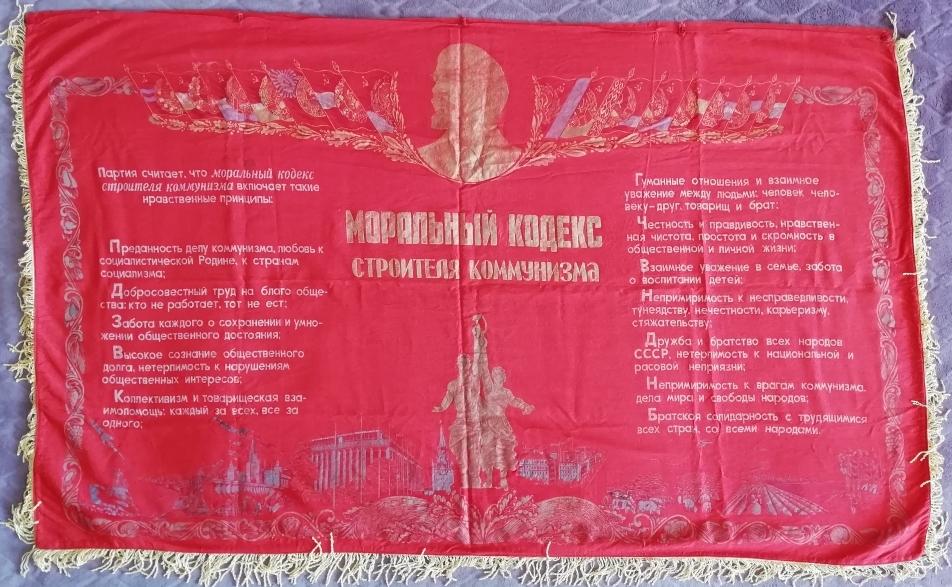 Партия считает, что моральный кодекс
строителя коммунизма включает такие
нравственные принципы:
Преданность делу коммунизма, любовь к
социалистической Родине, к странам
социализма;
Добросовестный труд на благо обще-
ства: кто не работает, тот не ест;
Забота каждого о сохранении и умно-
жении общественного достояния;
Высокое сознание общественного
долга, нетерпимость к нарушениям
общественных интересов;
Коллективизм и товарищеская вза-
имопомощь: каждый за всех, все за
одного;
МОРАЛЬНЫЙ КОДЕКС
СТРОИТЕЛЯ КОММУНИЗМА
Гуманные отношения и взаимное
уважение между людьми: человек чело-
веку-друг, товарищ и брат:
Честность и правдивость, нравствен-
ная чистота, простота и скромность в
общественной и личной жизни;
Взаимное уважение в семье, забота
о воспитании детей;
Непримиримость к несправедливости,
тунеядству, нечестности, карьеризму,
стяжательству;
Дружба и братство всех народов
СССР, нетерпимость к национальной и
расовой неприязни;
Непримиримость к врагам коммунизма,
дела мира и свободы народов;
Братская солидарность с трудящимися
всех стран, со всеми народами.